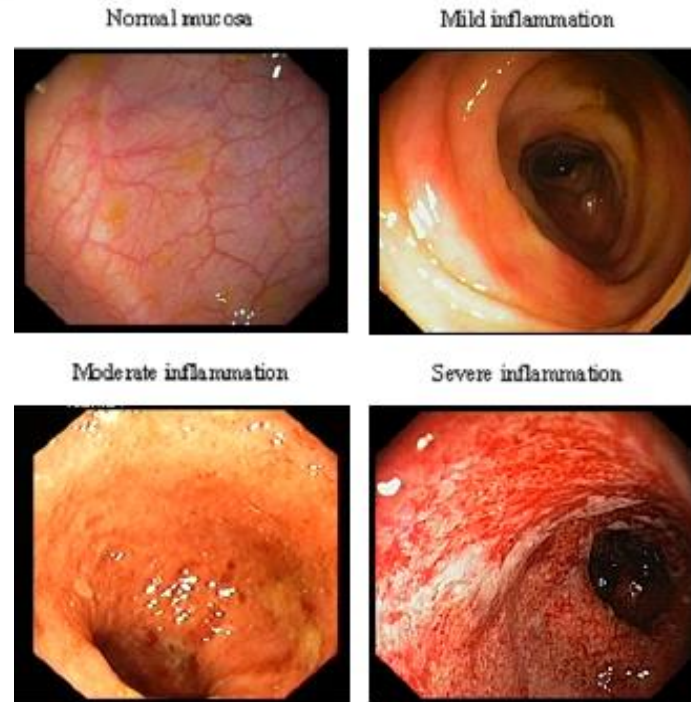 Normal mucosa
Mild inflammation
Moderate inflammation
Severe inflammation